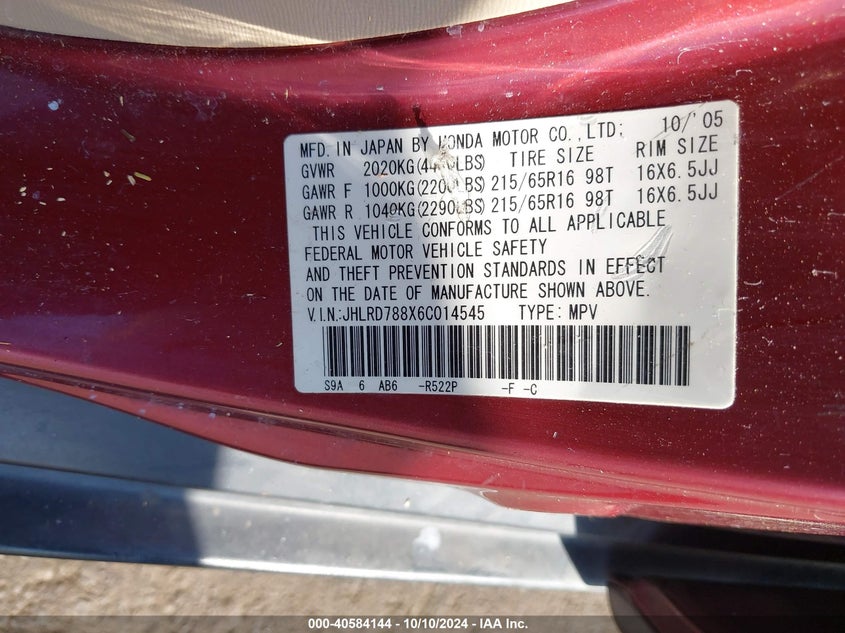 MFD. IN JAPAN BY HONDA MOTOR CO., LTD: 10/'05
GVWR 2020KG TIRE SIZE RIM SIZE
GAWR F 1000KG(2200LBS) 215/65R16 98T 16X6.5JJ
GAWR R 1040KG(2290LBS) 215/65R16 98T 16X6.5JJ
THIS VEHICLE CONFORMS TO ALL APPLICABLE
FEDERAL MOTOR VEHICLE SAFETY
AND THEFT PREVENTION STANDARDS IN EFFECT
ON THE DATE OF MANUFACTURE SHOWN ABOVE.
V.I.N.:JHLRD788X6C014545 TYPE: MPV
S9A 6 AB6 -R522P -F -C
000-40584144 - 10/10/2024 - IAA Inc.